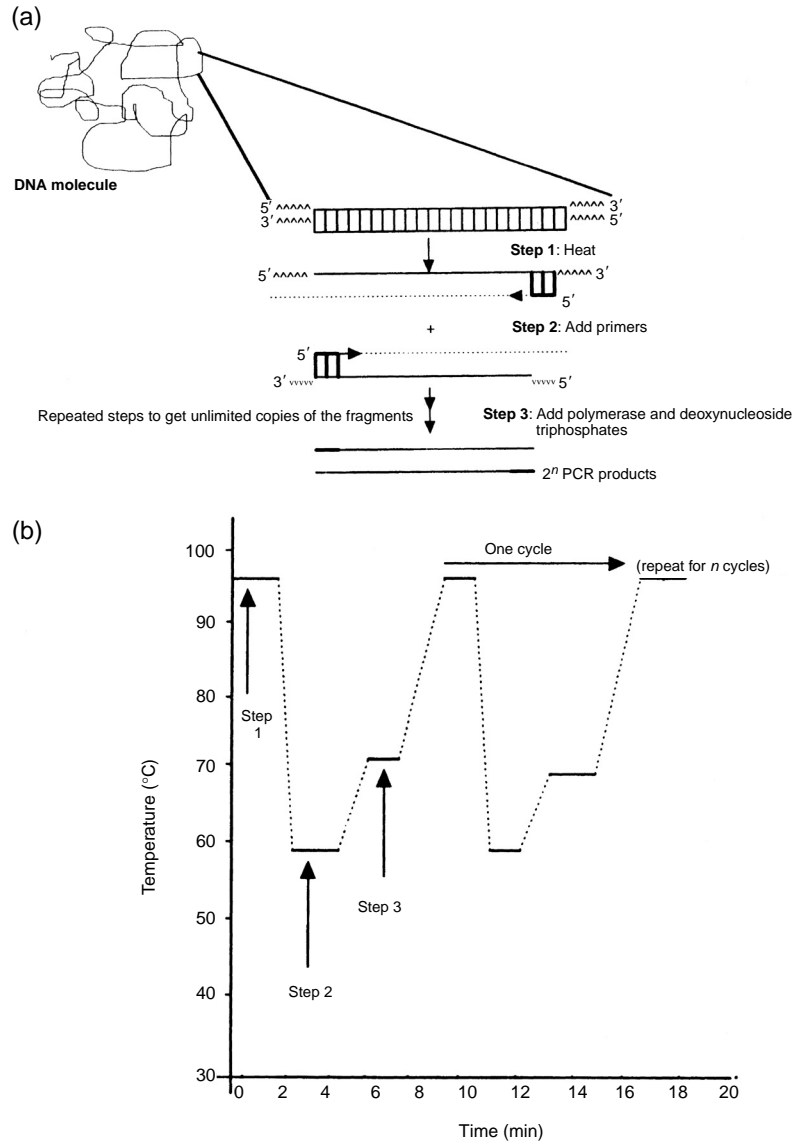 (a)
DNA molecule
5′ ^^^^^ ^^^^^ 3′
3′ ^^^^^ ^^^^^ 5′
Step 1: Heat
5′ ^^^^^ ^^^^^ 3′
5′
+
Step 2: Add primers
5′
3′ vvvvv vvvvv 5′
Repeated steps to get unlimited copies of the fragments
Step 3: Add polymerase and deoxynucleoside
triphosphates
2ⁿ PCR products
(b)
One cycle
(repeat for n cycles)
100
90
80
70
60
50
40
30
Temperature (°C)
Step
1
Step 3
Step 2
0 2 4 6 8 10 12 14 16 18 20
Time (min)